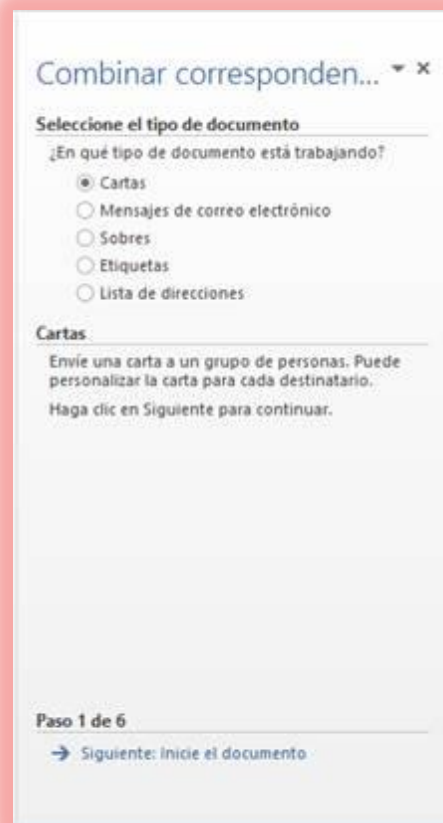 Combinar corresponden...
Seleccione el tipo de documento
¿En qué tipo de documento está trabajando?
Cartas
Mensajes de correo electrónico
Sobres
Etiquetas
Lista de direcciones
Cartas
Envíe una carta a un grupo de personas. Puede
personalizar la carta para cada destinatario.
Haga clic en Siguiente para continuar.
Paso 1 de 6
Siguiente: Inicie el documento